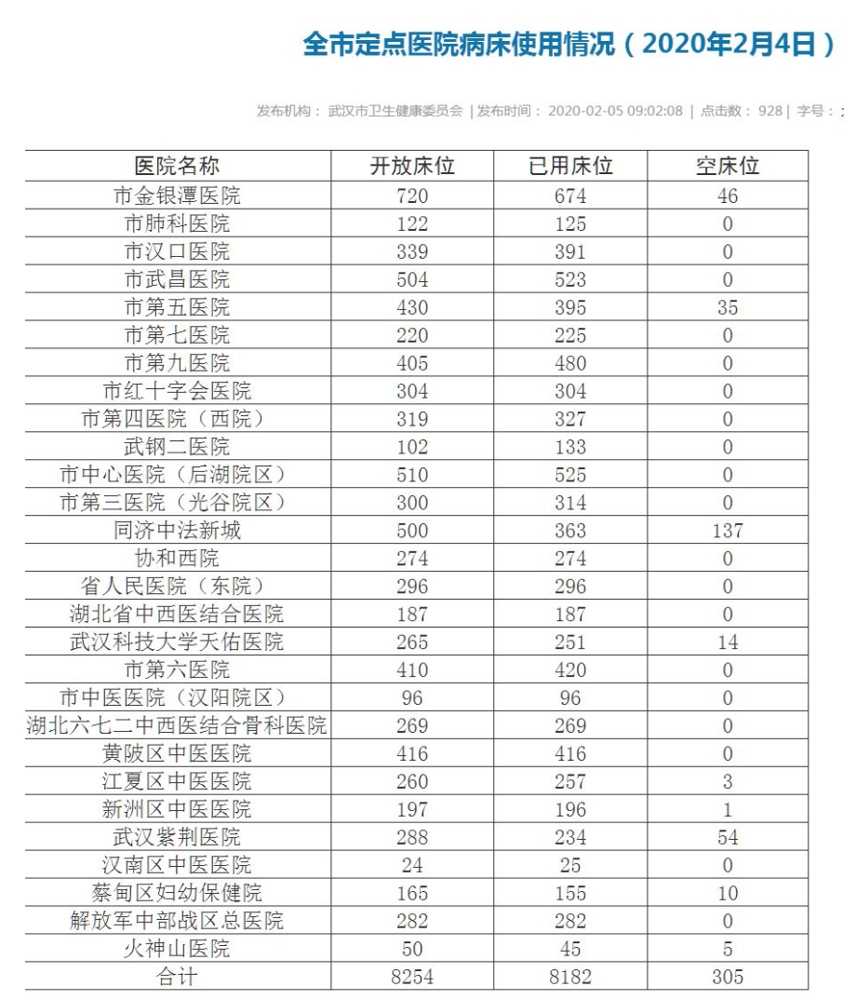 全市定点医院病床使用情况（2020年2月4日）
发布机构： 武汉市卫生健康委员会 | 发布时间： 2020-02-05 09:02:08 | 点击数： 928 | 字号：
医院名称 开放床位 已用床位 空床位
市金银潭医院 720 674 46
市肺科医院 122 125 0
市汉口医院 339 391 0
市武昌医院 504 523 0
市第五医院 430 395 35
市第七医院 220 225 0
市第九医院 405 480 0
市红十字会医院 304 304 0
市第四医院（西院） 319 327 0
武钢二医院 102 133 0
市中心医院（后湖院区） 510 525 0
市第三医院（光谷院区） 300 314 0
同济中法新城 500 363 137
协和西院 274 274 0
省人民医院（东院） 296 296 0
湖北省中西医结合医院 187 187 0
武汉科技大学天佑医院 265 251 14
市第六医院 410 420 0
市中医医院（汉阳院区） 96 96 0
湖北六七二中西医结合骨科医院 269 269 0
黄陂区中医医院 416 416 0
江夏区中医医院 260 257 3
新洲区中医医院 197 196 1
武汉紫荆医院 288 234 54
汉南区中医医院 24 25 0
蔡甸区妇幼保健院 165 155 10
解放军中部战区总医院 282 282 0
火神山医院 50 45 5
合计 8254 8182 305